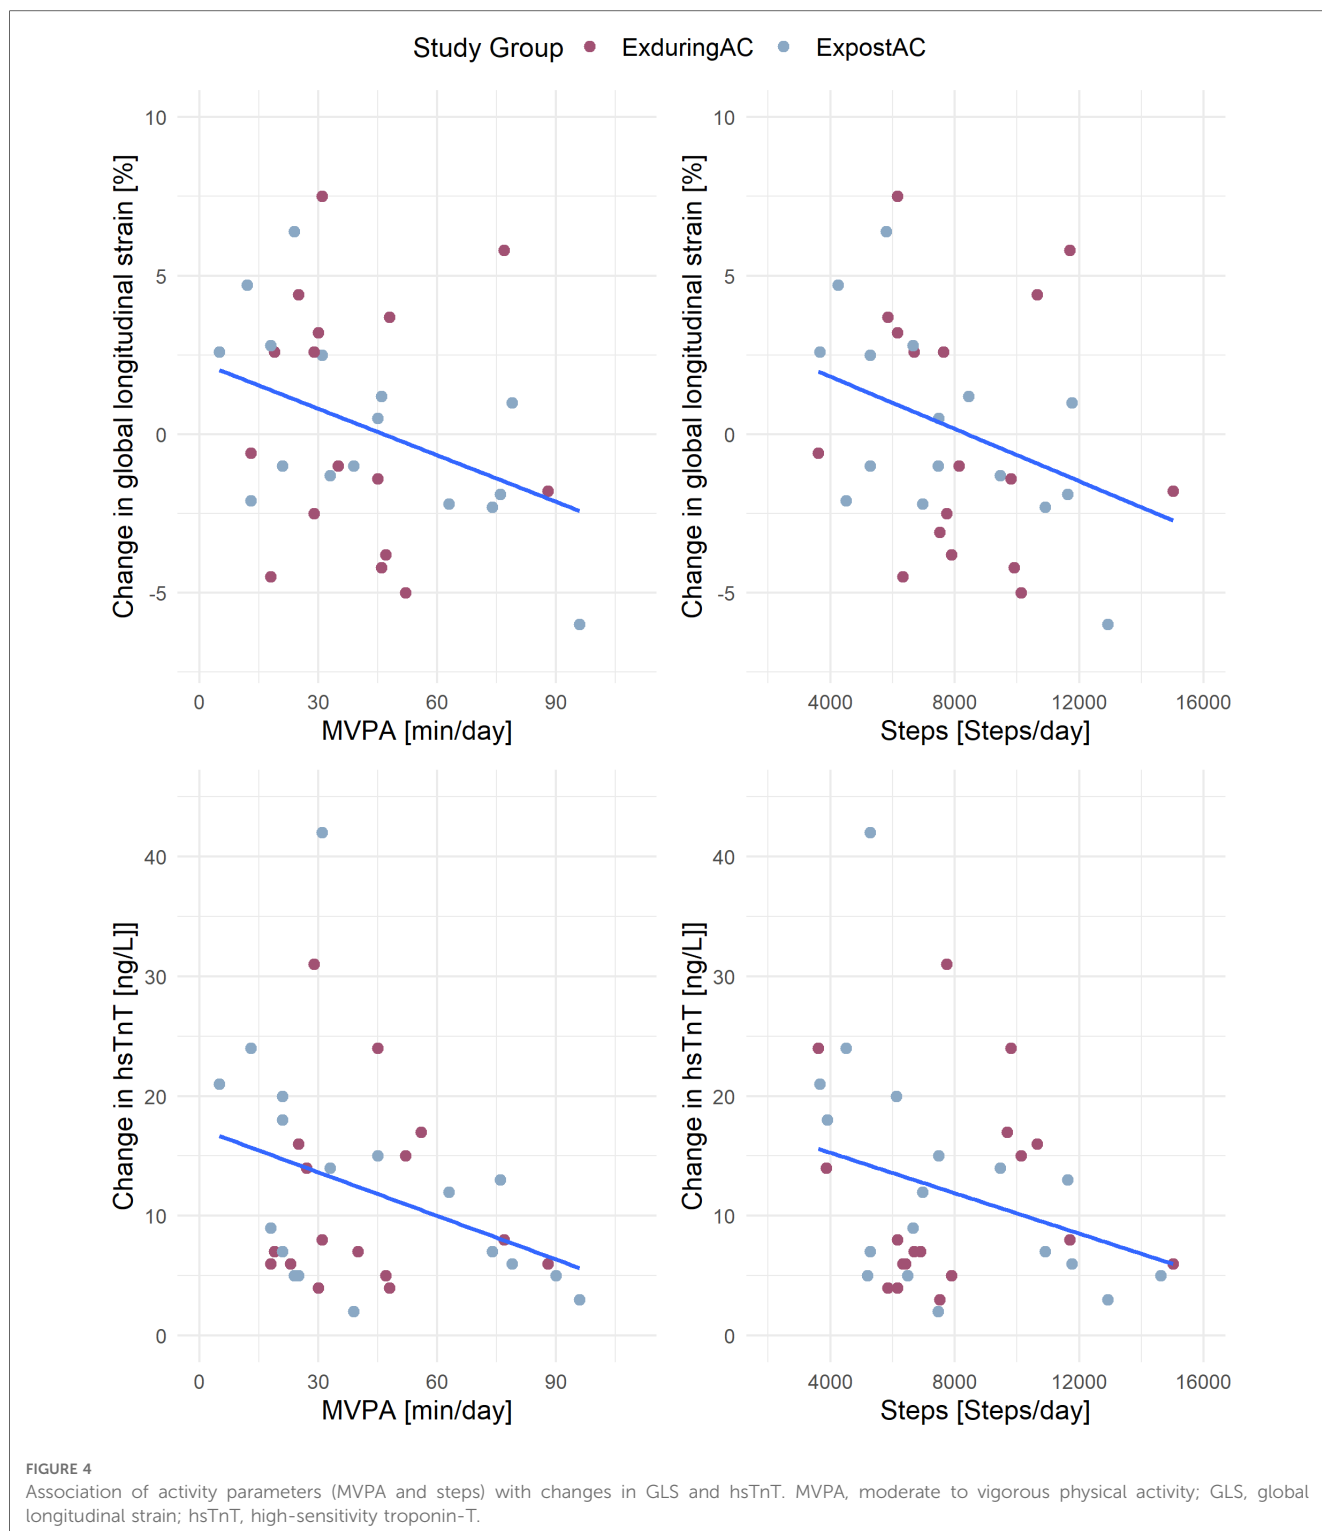 Study Group ExduringAC ExpostAC
Change in global longitudinal strain [%]
10
5
0
-5
0 30 60 90
MVPA [min/day]
Change in global longitudinal strain [%]
10
5
0
-5
4000 8000 12000 16000
Steps [Steps/day]
Change in hsTnT [ng/L]]
40
30
20
10
0
0 30 60 90
MVPA [min/day]
Change in hsTnT [ng/L]]
40
30
20
10
0
4000 8000 12000 16000
Steps [Steps/day]
FIGURE 4
Association of activity parameters (MVPA and steps) with changes in GLS and hsTnT. MVPA, moderate to vigorous physical activity; GLS, global
longitudinal strain; hsTnT, high-sensitivity troponin-T.